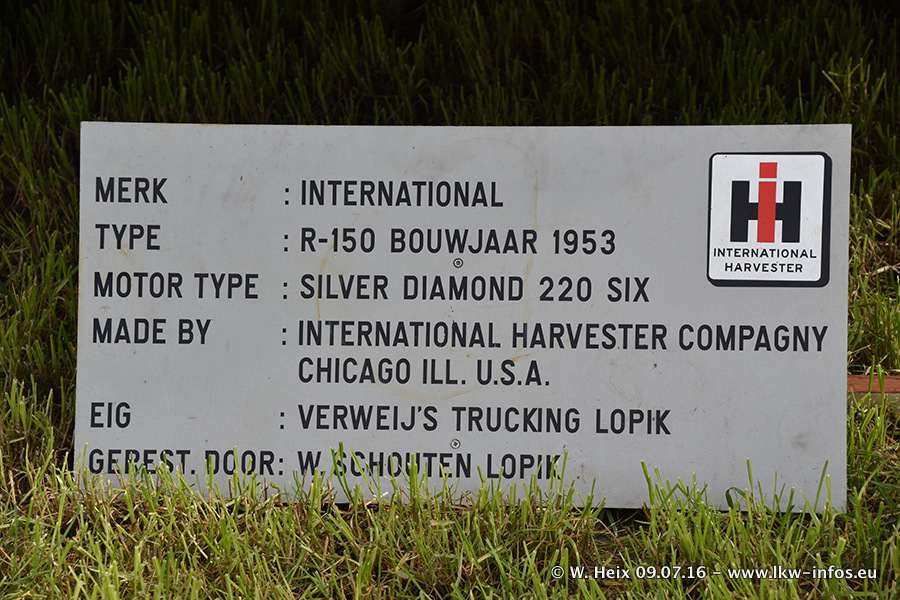 MERK : INTERNATIONAL
TYPE : R-150 BOUWJAAR 1953
MOTOR TYPE : SILVER DIAMOND 220 SIX
MADE BY : INTERNATIONAL HARVESTER COMPAGNY
CHICAGO ILL. U.S.A.
EIG : VERWEIJ'S TRUCKING LOPIK
GEREST. DOOR: W. SCHOUTEN LOPIK
IH
INTERNATIONAL
HARVESTER
© W. Heix 09.07.16 - www.lkw-infos.eu